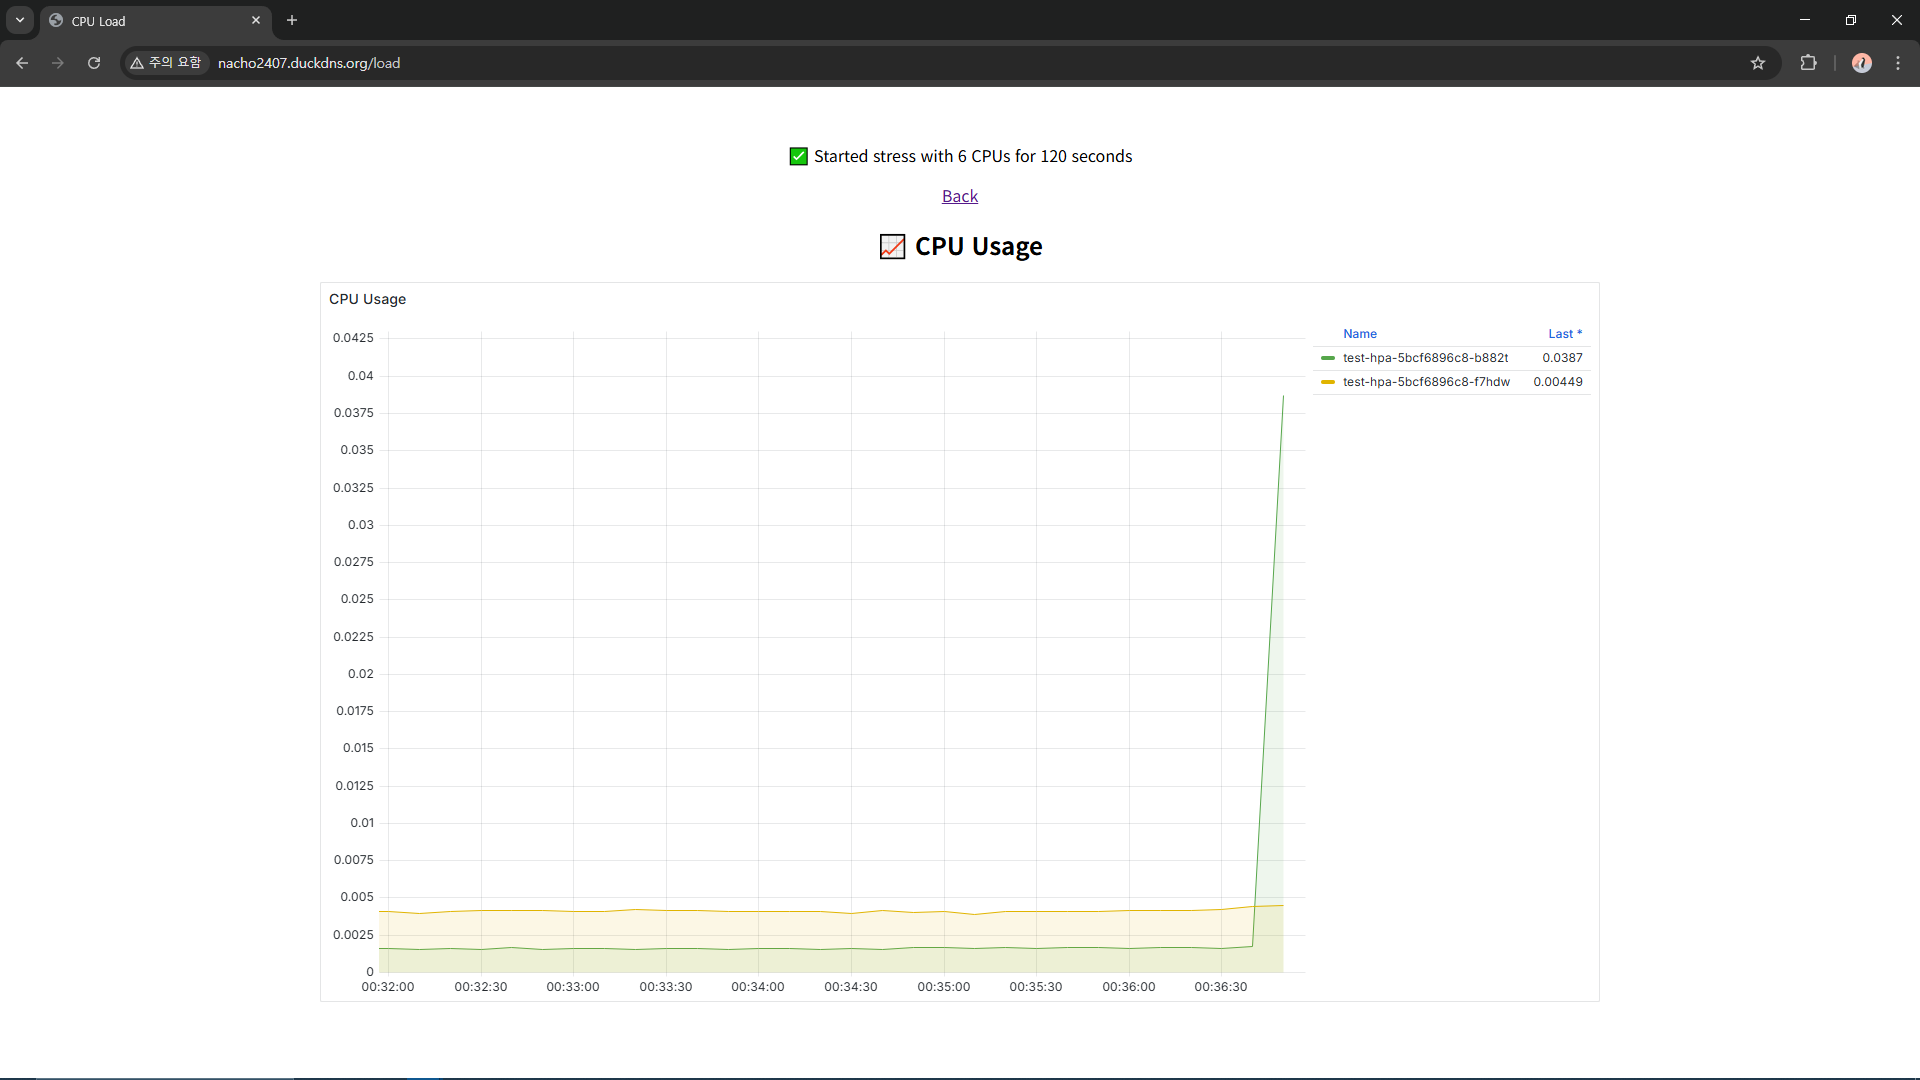 CPU Load
주의 요함
nacho2407.duckdns.org/load
✅ Started stress with 6 CPUs for 120 seconds
Back
📈 CPU Usage
CPU Usage
0.0425
0.04
0.0375
0.035
0.0325
0.03
0.0275
0.025
0.0225
0.02
0.0175
0.015
0.0125
0.01
0.0075
0.005
0.0025
0
00:32:00 00:32:30 00:33:00 00:33:30 00:34:00 00:34:30 00:35:00 00:35:30 00:36:00 00:36:30
Name Last *
test-hpa-5bcf6896c8-b882t 0.0387
test-hpa-5bcf6896c8-f7hdw 0.00449